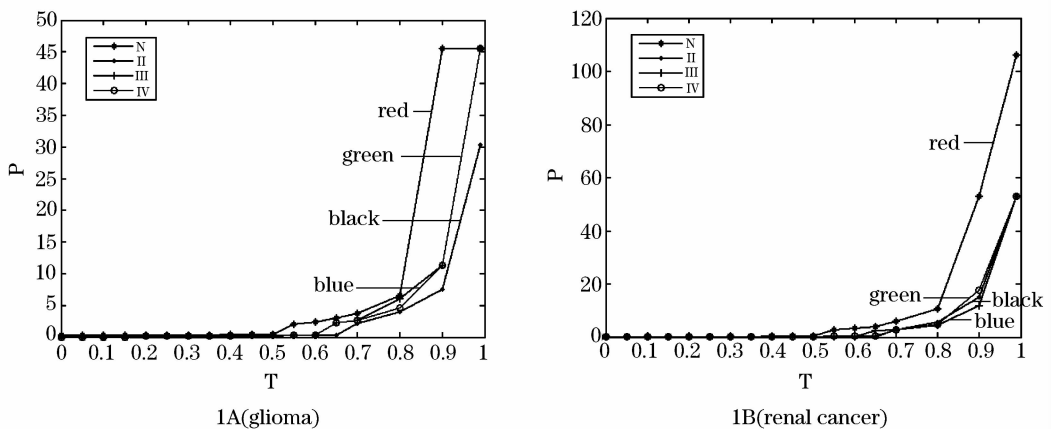 50
45
40
35
30
25
20
15
10
5
0
P
N
II
III
IV
red
green
black
blue
0 0.1 0.2 0.3 0.4 0.5 0.6 0.7 0.8 0.9 1
T
1A(glioma)
120
100
80
60
40
20
0
P
N
II
III
IV
red
green
black
blue
0 0.1 0.2 0.3 0.4 0.5 0.6 0.7 0.8 0.9 1
T
1B(renal cancer)